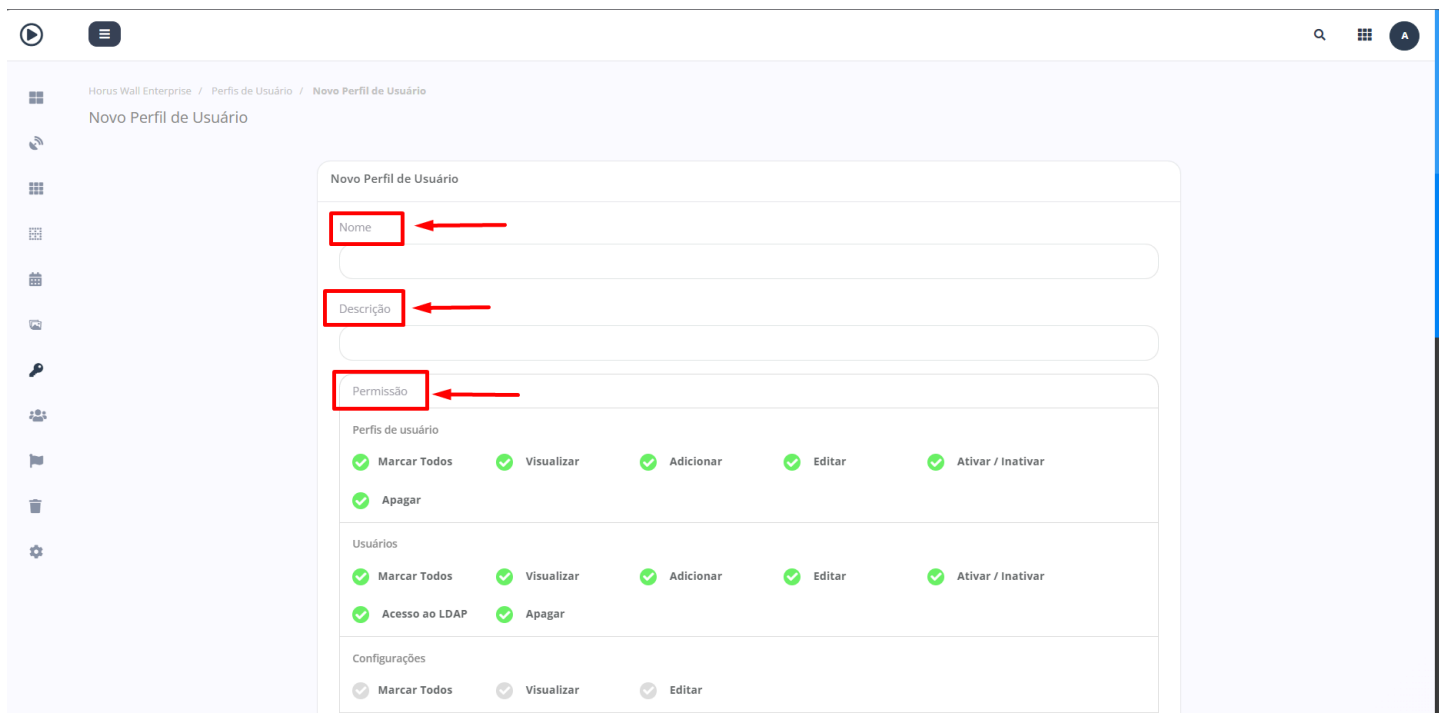 A
Horus Wall Enterprise / Perfis de Usuário / Novo Perfil de Usuário
Novo Perfil de Usuário
Novo Perfil de Usuário
Nome
Descrição
Permissão
Perfis de usuário
Marcar Todos Visualizar Adicionar Editar Ativar / Inativar
Apagar
Usuários
Marcar Todos Visualizar Adicionar Editar Ativar / Inativar
Acesso ao LDAP Apagar
Configurações
Marcar Todos Visualizar Editar